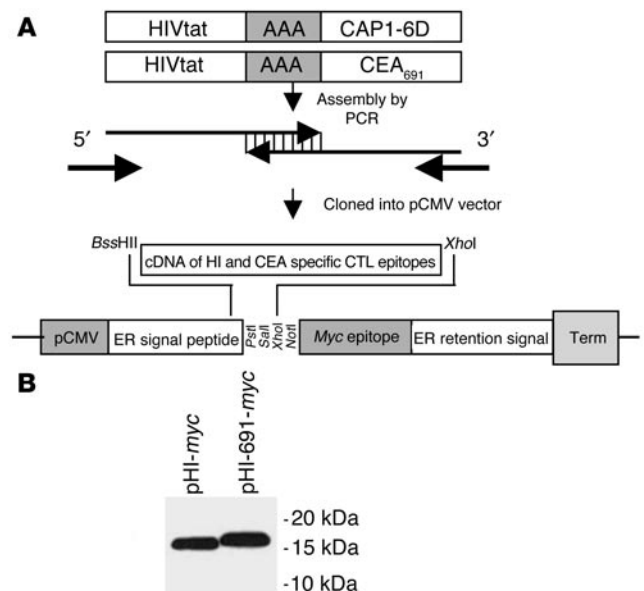 A
HIVtat AAA CAP1-6D
HIVtat AAA CEA691
Assembly by
PCR
5′ 3′
Cloned into pCMV vector
BssHII XhoI
cDNA of HI and CEA specific CTL epitopes
pCMV ER signal peptide PstI SalI XhoI NotI Myc epitope ER retention signal Term
B
pHI-myc pHI-691-myc
-20 kDa
-15 kDa
-10 kDa